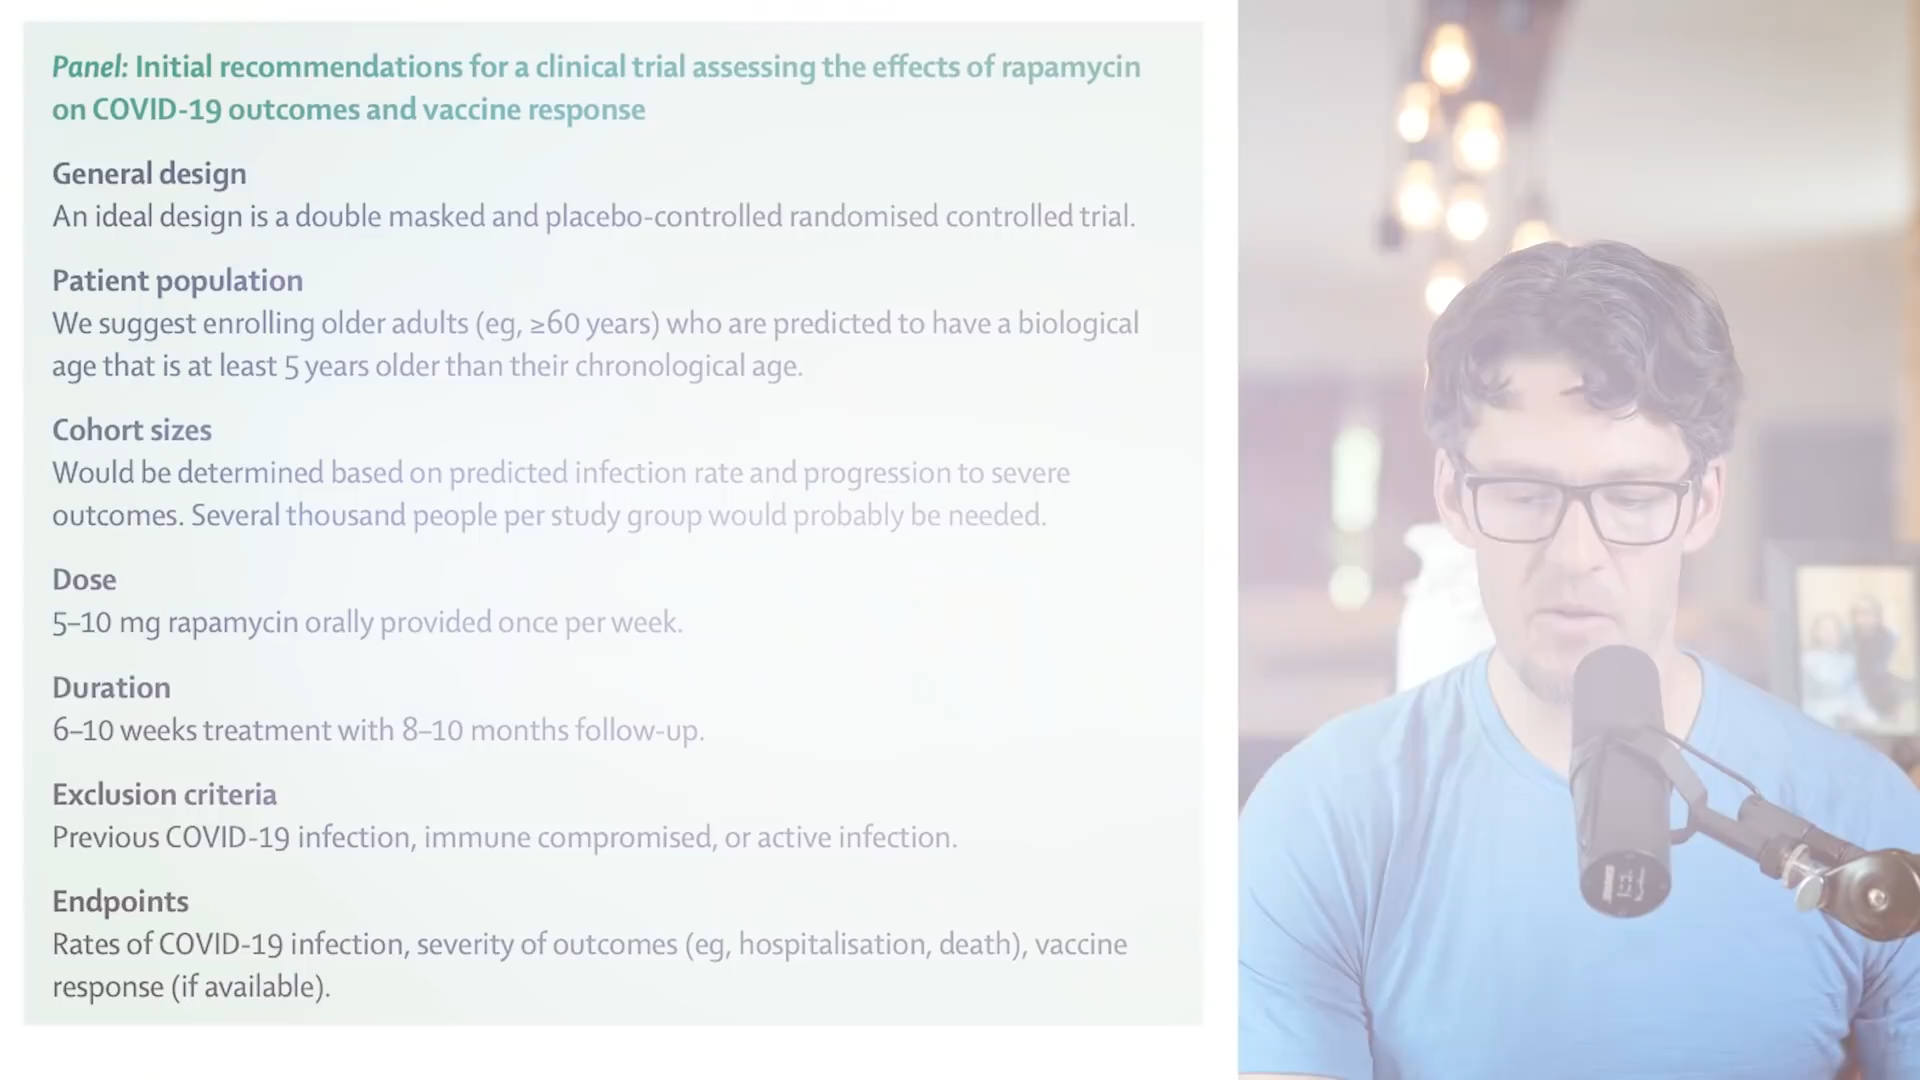 Panel: Initial recommendations for a clinical trial assessing the effects of rapamycin
on COVID-19 outcomes and vaccine response
General design
An ideal design is a double masked and placebo-controlled randomised controlled trial.
Patient population
We suggest enrolling older adults (eg, ≥60 years) who are predicted to have a biological
age that is at least 5 years older than their chronological age.
Cohort sizes
Would be determined based on predicted infection rate and progression to severe
outcomes. Several thousand people per study group would probably be needed.
Dose
5–10 mg rapamycin orally provided once per week.
Duration
6–10 weeks treatment with 8–10 months follow-up.
Exclusion criteria
Previous COVID-19 infection, immune compromised, or active infection.
Endpoints
Rates of COVID-19 infection, severity of outcomes (eg, hospitalisation, death), vaccine
response (if available).